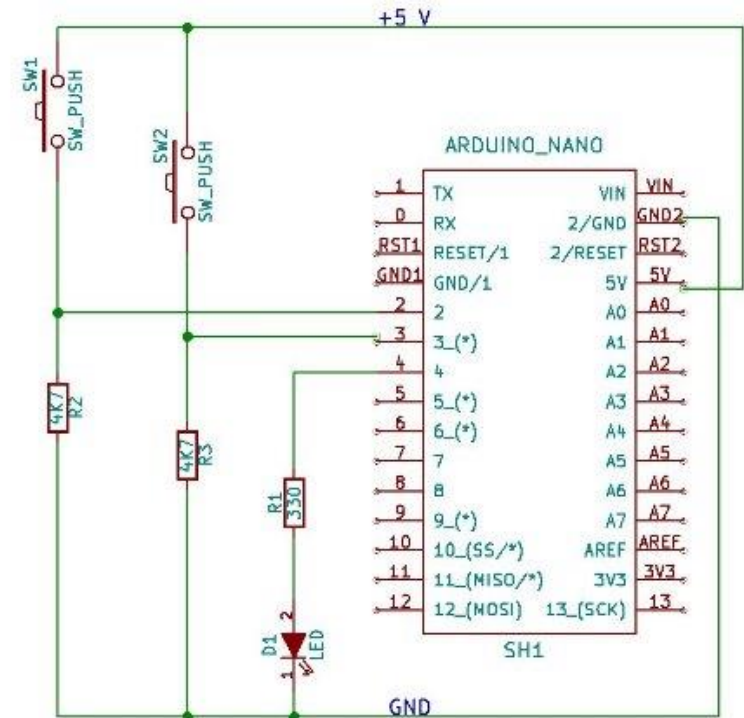 +5 V
SW1
SW_PUSH
SW2
SW_PUSH
ARDUINO_NANO
1 TX VIN VIN
0 RX 2/GND GND2
RST1 RESET/1 2/RESET RST2
GND1 GND/1 5V 5V
2 2 A0 A0
3 3_(*) A1 A1
4 4 A2 A2
5 5_(*) A3 A3
6 6_(*) A4 A4
7 7 A5 A5
8 8 A6 A6
9 9_(*) A7 A7
10 10_(SS/*) AREF AREF
11 11_(MISO/*) 3V3 3V3
12 12_(MOSI) 13_(SCK) 13
SH1
4K7
R2
4K7
R3
R1
330
2
D1
LED
1
GND